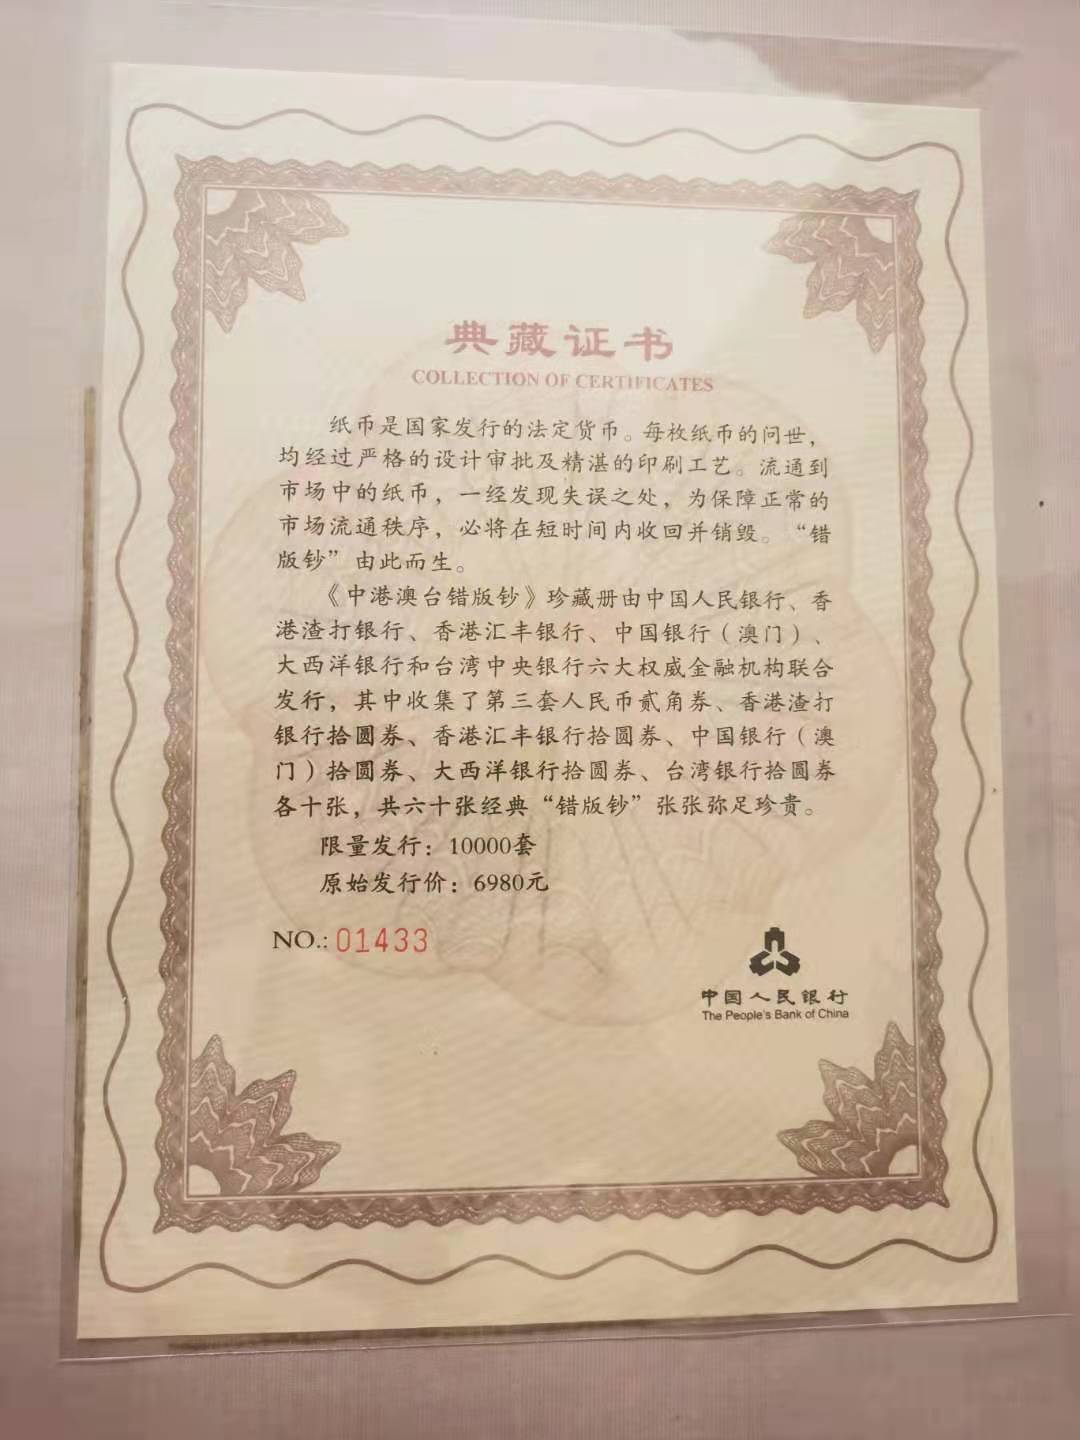 典藏证书
COLLECTION OF CERTIFICATES
纸币是国家发行的法定货币。每枚纸币的问世，
均经过严格的设计审批及精湛的印刷工艺。流通到
市场中的纸币，一经发现失误之处，为保障正常的
市场流通秩序，必将在短时间内收回并销毁。“错
版钞”由此而生。
《中港澳台错版钞》珍藏册由中国人民银行、香
港渣打银行、香港汇丰银行、中国银行（澳门）、
大西洋银行和台湾中央银行六大权威金融机构联合
发行，其中收集了第三套人民币贰角券、香港渣打
银行拾圆券、香港汇丰银行拾圆券、中国银行（澳
门）拾圆券、大西洋银行拾圆券、台湾银行拾圆券
各十张，共六十张经典“错版钞”张张弥足珍贵。
限量发行：10000套
原始发行价：6980元
NO.: 01433
中国人民银行
The People's Bank of China